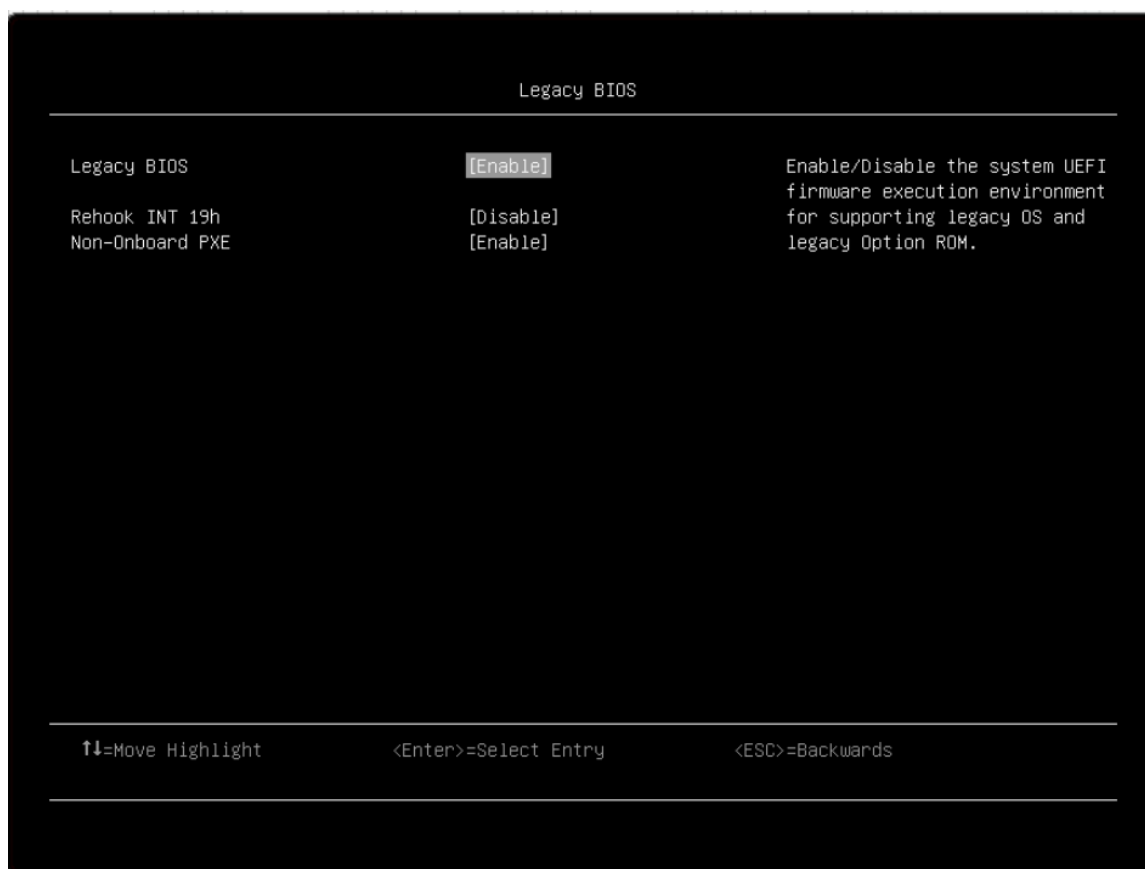 Legacy BIOS
Legacy BIOS [Enable]
Rehook INT 19h [Disable]
Non-Onboard PXE [Enable]
Enable/Disable the system UEFI
firmware execution environment
for supporting legacy OS and
legacy Option ROM.
↑↓=Move Highlight <Enter>=Select Entry <ESC>=Backwards